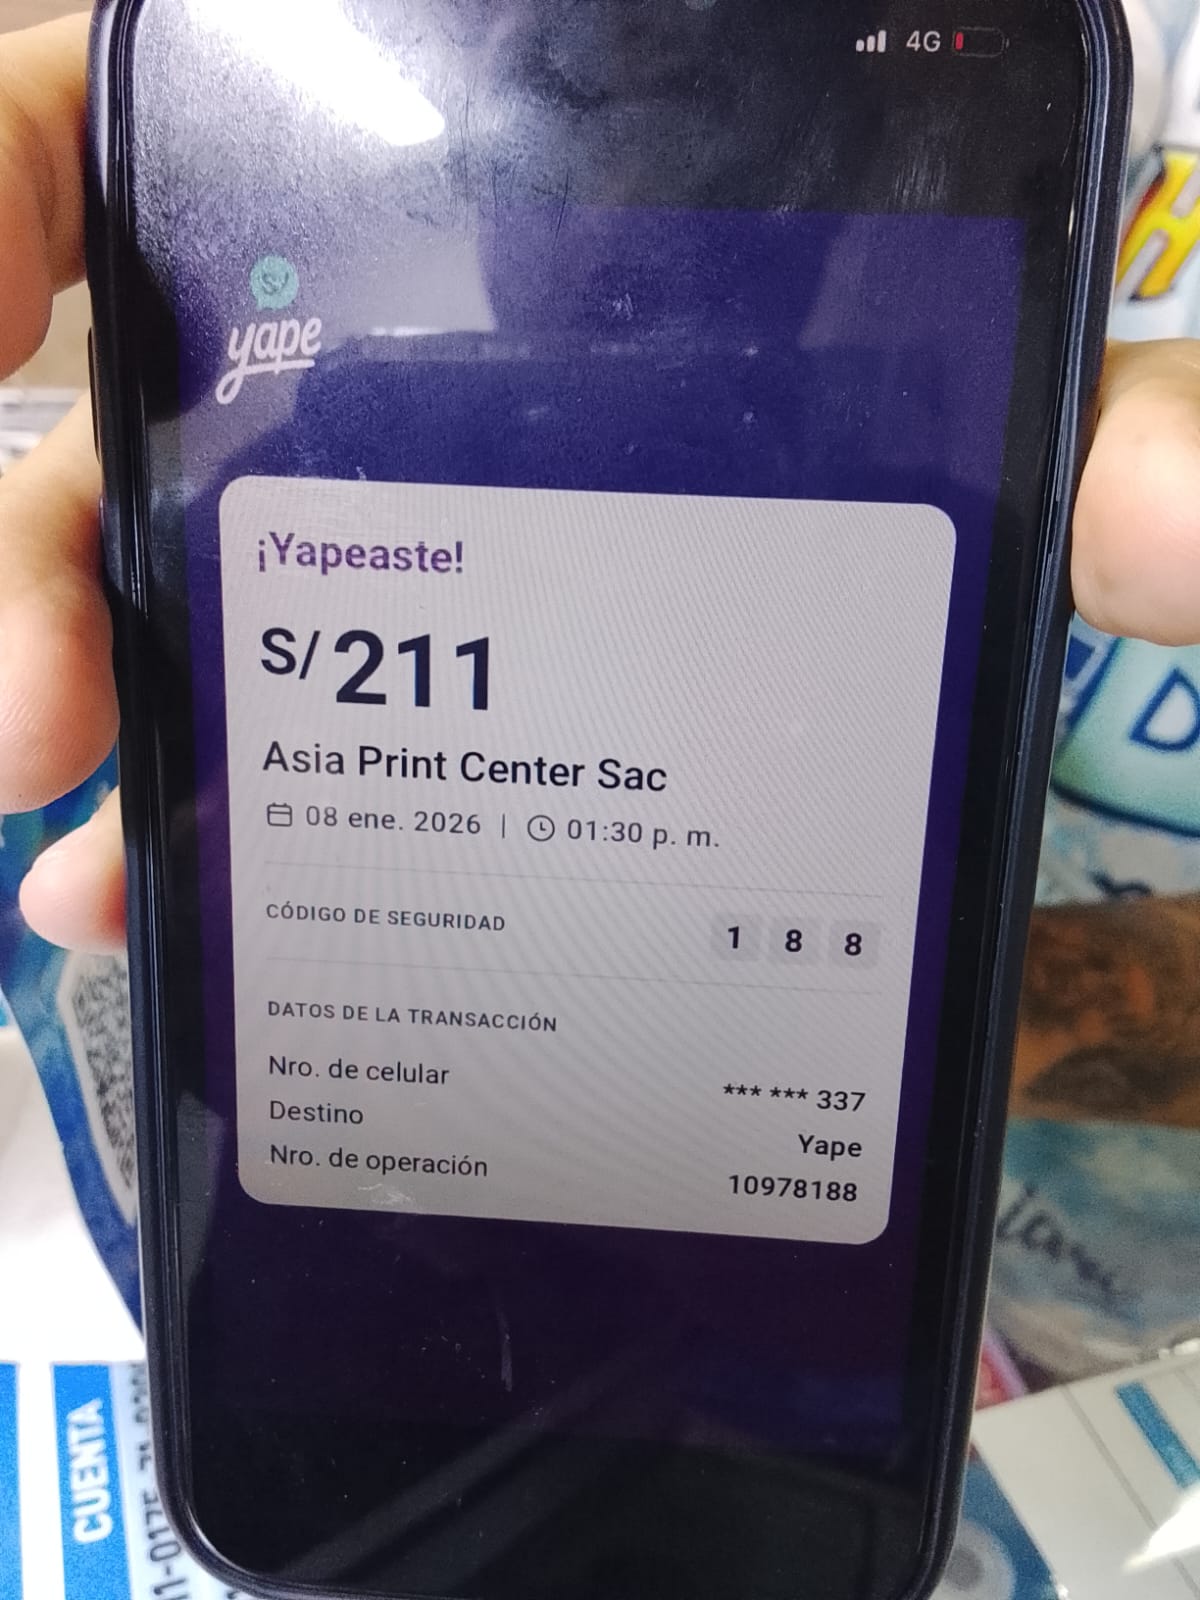 4G
S/
yape
¡Yapeaste!
S/ 211
Asia Print Center Sac
08 ene. 2026 | 01:30 p. m.
CÓDIGO DE SEGURIDAD 1 8 8
DATOS DE LA TRANSACCIÓN
Nro. de celular *** *** 337
Destino Yape
Nro. de operación 10978188
H
D
CUENTA